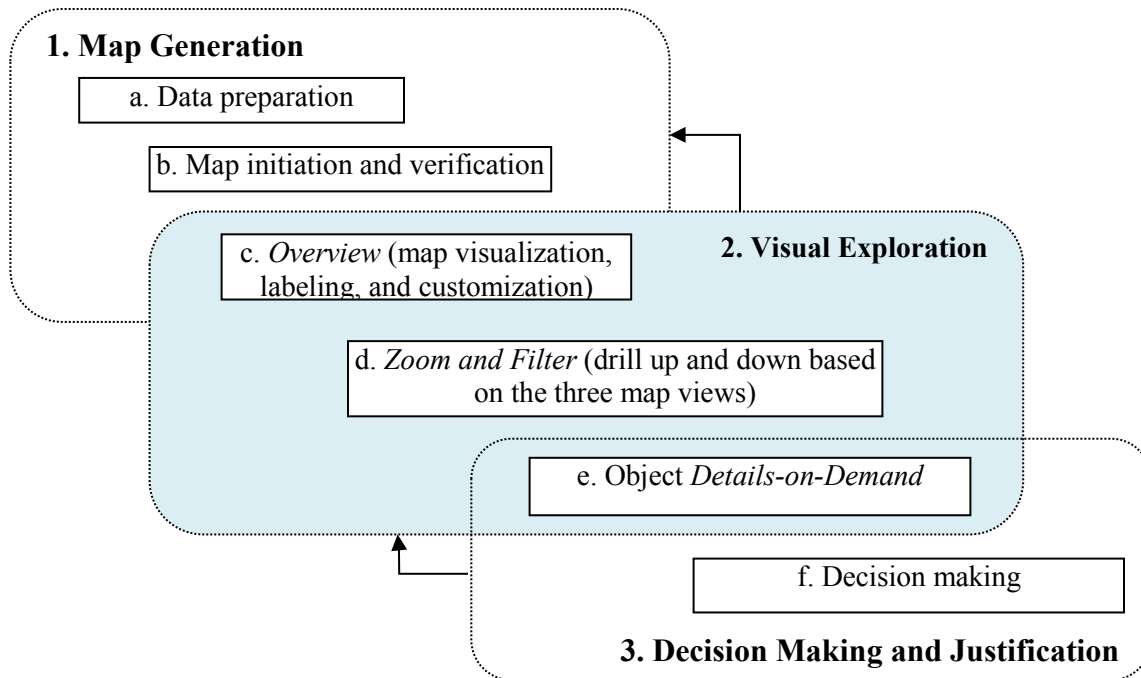 1. Map Generation
a. Data preparation
b. Map initiation and verification
2. Visual Exploration
c. Overview (map visualization,
labeling, and customization)
d. Zoom and Filter (drill up and down based
on the three map views)
e. Object Details-on-Demand
f. Decision making
3. Decision Making and Justification